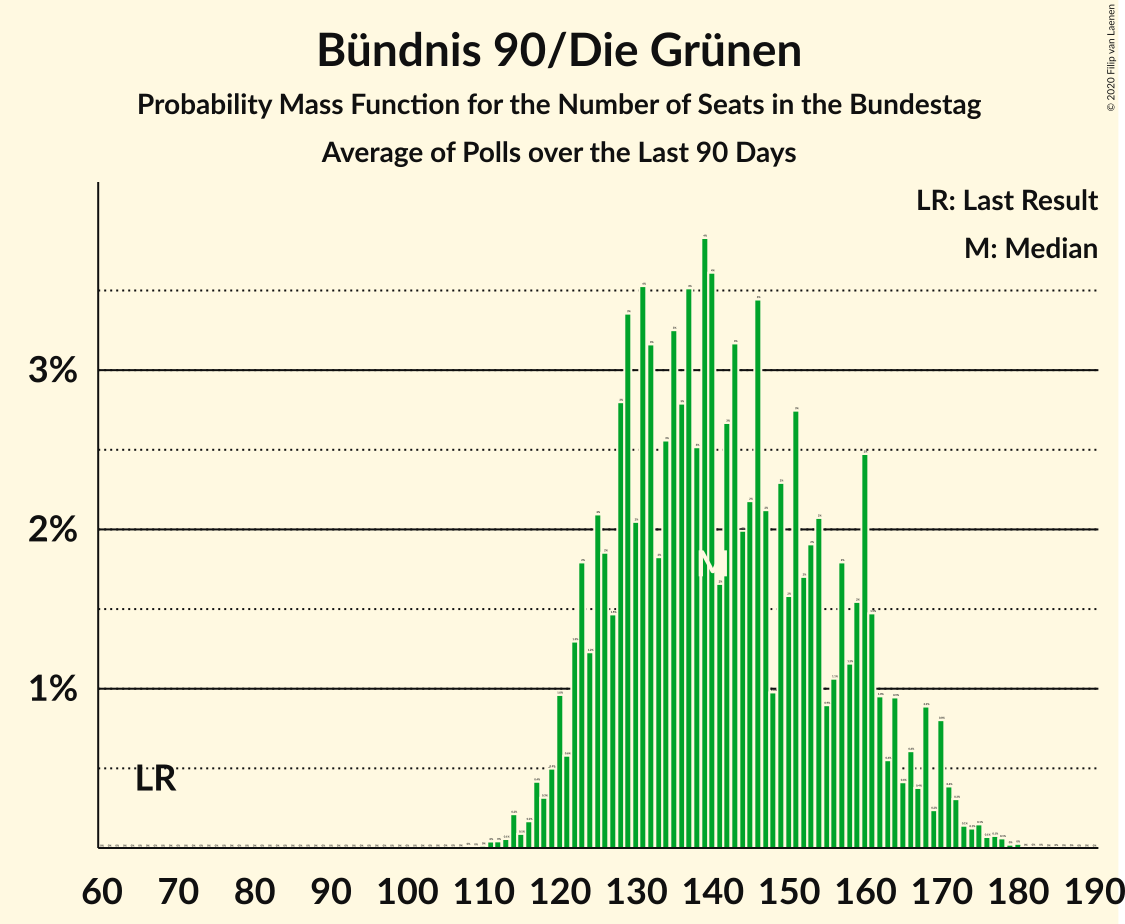 Bündnis 90/Die Grünen
Probability Mass Function for the Number of Seats in the Bundestag
Average of Polls over the Last 90 Days
© 2020 Filip van Laenen
LR: Last Result
M: Median
3%
2%
1%
LR
M
60 70 80 90 100 110 120 130 140 150 160 170 180 190